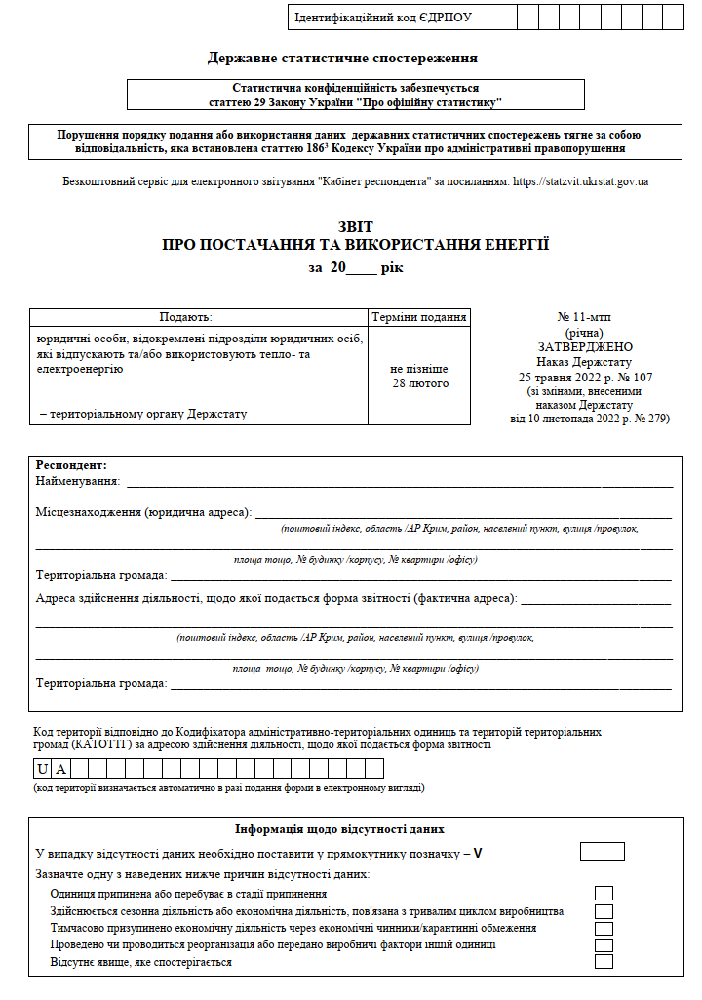 Ідентифікаційний код ЄДРПОУ
Державне статистичне спостереження
Статистична конфіденційність забезпечується
статтею 29 Закону України "Про офіційну статистику"
Порушення порядку подання або використання даних державних статистичних спостережень тягне за собою
відповідальність, яка встановлена статтею 186³ Кодексу України про адміністративні правопорушення
Безкоштовний сервіс для електронного звітування "Кабінет респондента" за посиланням: https://statzvit.ukrstat.gov.ua
ЗВІТ
ПРО ПОСТАЧАННЯ ТА ВИКОРИСТАННЯ ЕНЕРГІЇ
за 20____ рік
Подають:
Терміни подання
юридичні особи, відокремлені підрозділи юридичних осіб,
які відпускають та/або використовують тепло- та
електроенергію
– територіальному органу Держстату
не пізніше
28 лютого
№ 11-мтп
(річна)
ЗАТВЕРДЖЕНО
Наказ Держстату
25 травня 2022 р. № 107
(зі змінами, внесеними
наказом Держстату
від 10 листопада 2022 р. № 279)
Респондент:
Найменування:
Місцезнаходження (юридична адреса):
(поштовий індекс, область /АР Крим, район, населений пункт, вулиця /провулок,
площа тощо, № будинку /корпусу, № квартири /офісу)
Територіальна громада:
Адреса здійснення діяльності, щодо якої подається форма звітності (фактична адреса):
(поштовий індекс, область /АР Крим, район, населений пункт, вулиця /провулок,
площа тощо, № будинку /корпусу, № квартири /офісу)
Територіальна громада:
Код території відповідно до Кодифікатора адміністративно-територіальних одиниць та територій територіальних
громад (КАТОТТГ) за адресою здійснення діяльності, щодо якої подається форма звітності
U A
(код території визначається автоматично в разі подання форми в електронному вигляді)
Інформація щодо відсутності даних
У випадку відсутності даних необхідно поставити у прямокутнику позначку – V
Зазначте одну з наведених нижче причин відсутності даних:
Одиниця припинена або перебуває в стадії припинення
Здійснюється сезонна діяльність або економічна діяльність, пов'язана з тривалим циклом виробництва
Тимчасово призупинено економічну діяльність через економічні чинники/карантинні обмеження
Проведено чи проводиться реорганізація або передано виробничі фактори іншій одиниці
Відсутнє явище, яке спостерігається